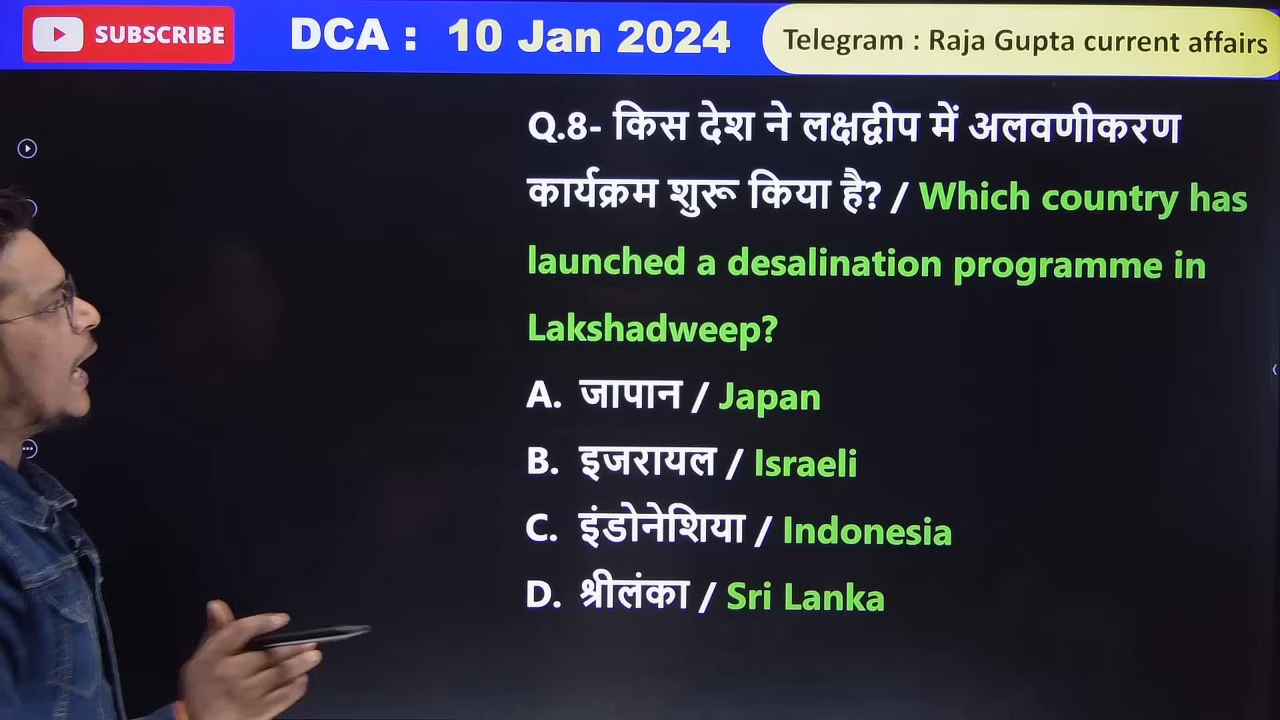 SUBSCRIBE
DCA : 10 Jan 2024
Telegram : Raja Gupta current affairs
Q.8- किस देश ने लक्षद्वीप में अलवणीकरण
कार्यक्रम शुरू किया है? / Which country has
launched a desalination programme in
Lakshadweep?
A. जापान / Japan
B. इजरायल / Israeli
C. इंडोनेशिया / Indonesia
D. श्रीलंका / Sri Lanka